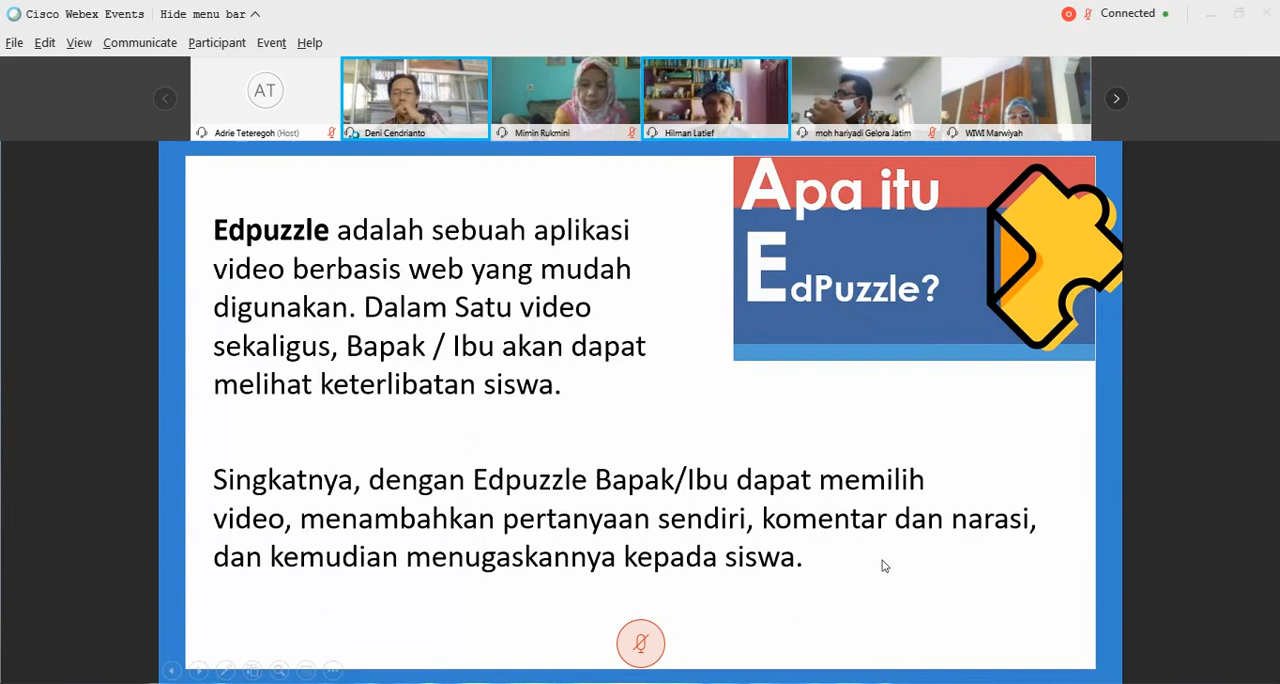 Cisco Webex Events
Hide menu bar
Connected
File Edit View Communicate Participant Event Help
AT
Adrie Teteregoh (Host)
Deni Cendrianto
Mimin Rukmini
Hilman Latief
moh hariyadi Gelora Jatim
WIWI Marwiyah
Apa itu
EdPuzzle?
Edpuzzle adalah sebuah aplikasi
video berbasis web yang mudah
digunakan. Dalam Satu video
sekaligus, Bapak / Ibu akan dapat
melihat keterlibatan siswa.
Singkatnya, dengan Edpuzzle Bapak/Ibu dapat memilih
video, menambahkan pertanyaan sendiri, komentar dan narasi,
dan kemudian menugaskannya kepada siswa.